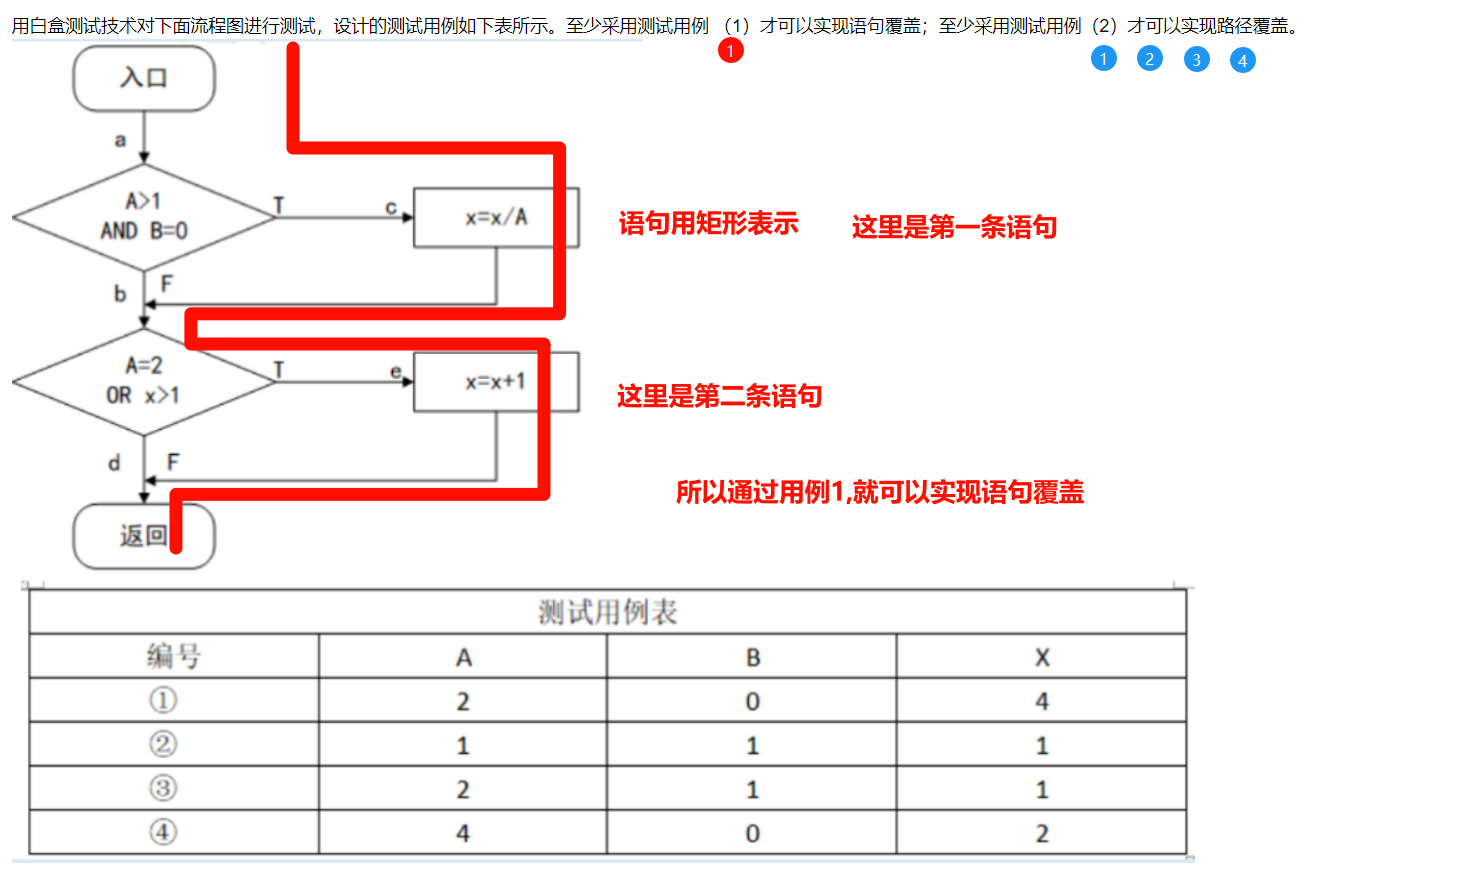 用白盒测试技术对下面流程图进行测试，设计的测试用例如下表所示。至少采用测试用例 （1）才可以实现语句覆盖；至少采用测试用例（2）才可以实现路径覆盖。
1
1 2 3 4
入口
a
A>1
AND B=0
T
c
x=x/A
语句用矩形表示
这里是第一条语句
b
F
A=2
OR x>1
T
e
x=x+1
这里是第二条语句
d
F
所以通过用例1,就可以实现语句覆盖
返回
测试用例表
编号 A B X
① 2 0 4
② 1 1 1
③ 2 1 1
④ 4 0 2